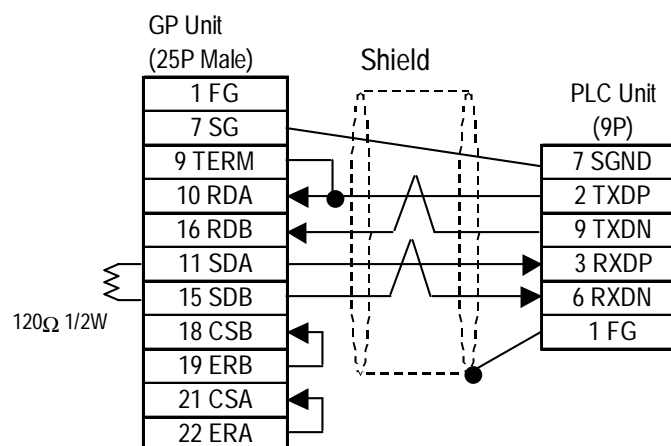 GP Unit
(25P Male)
Shield
PLC Unit
(9P)
1 FG
7 SG
9 TERM
10 RDA
16 RDB
11 SDA
15 SDB
18 CSB
19 ERB
21 CSA
22 ERA
120Ω 1/2W
7 SGND
2 TXDP
9 TXDN
3 RXDP
6 RXDN
1 FG